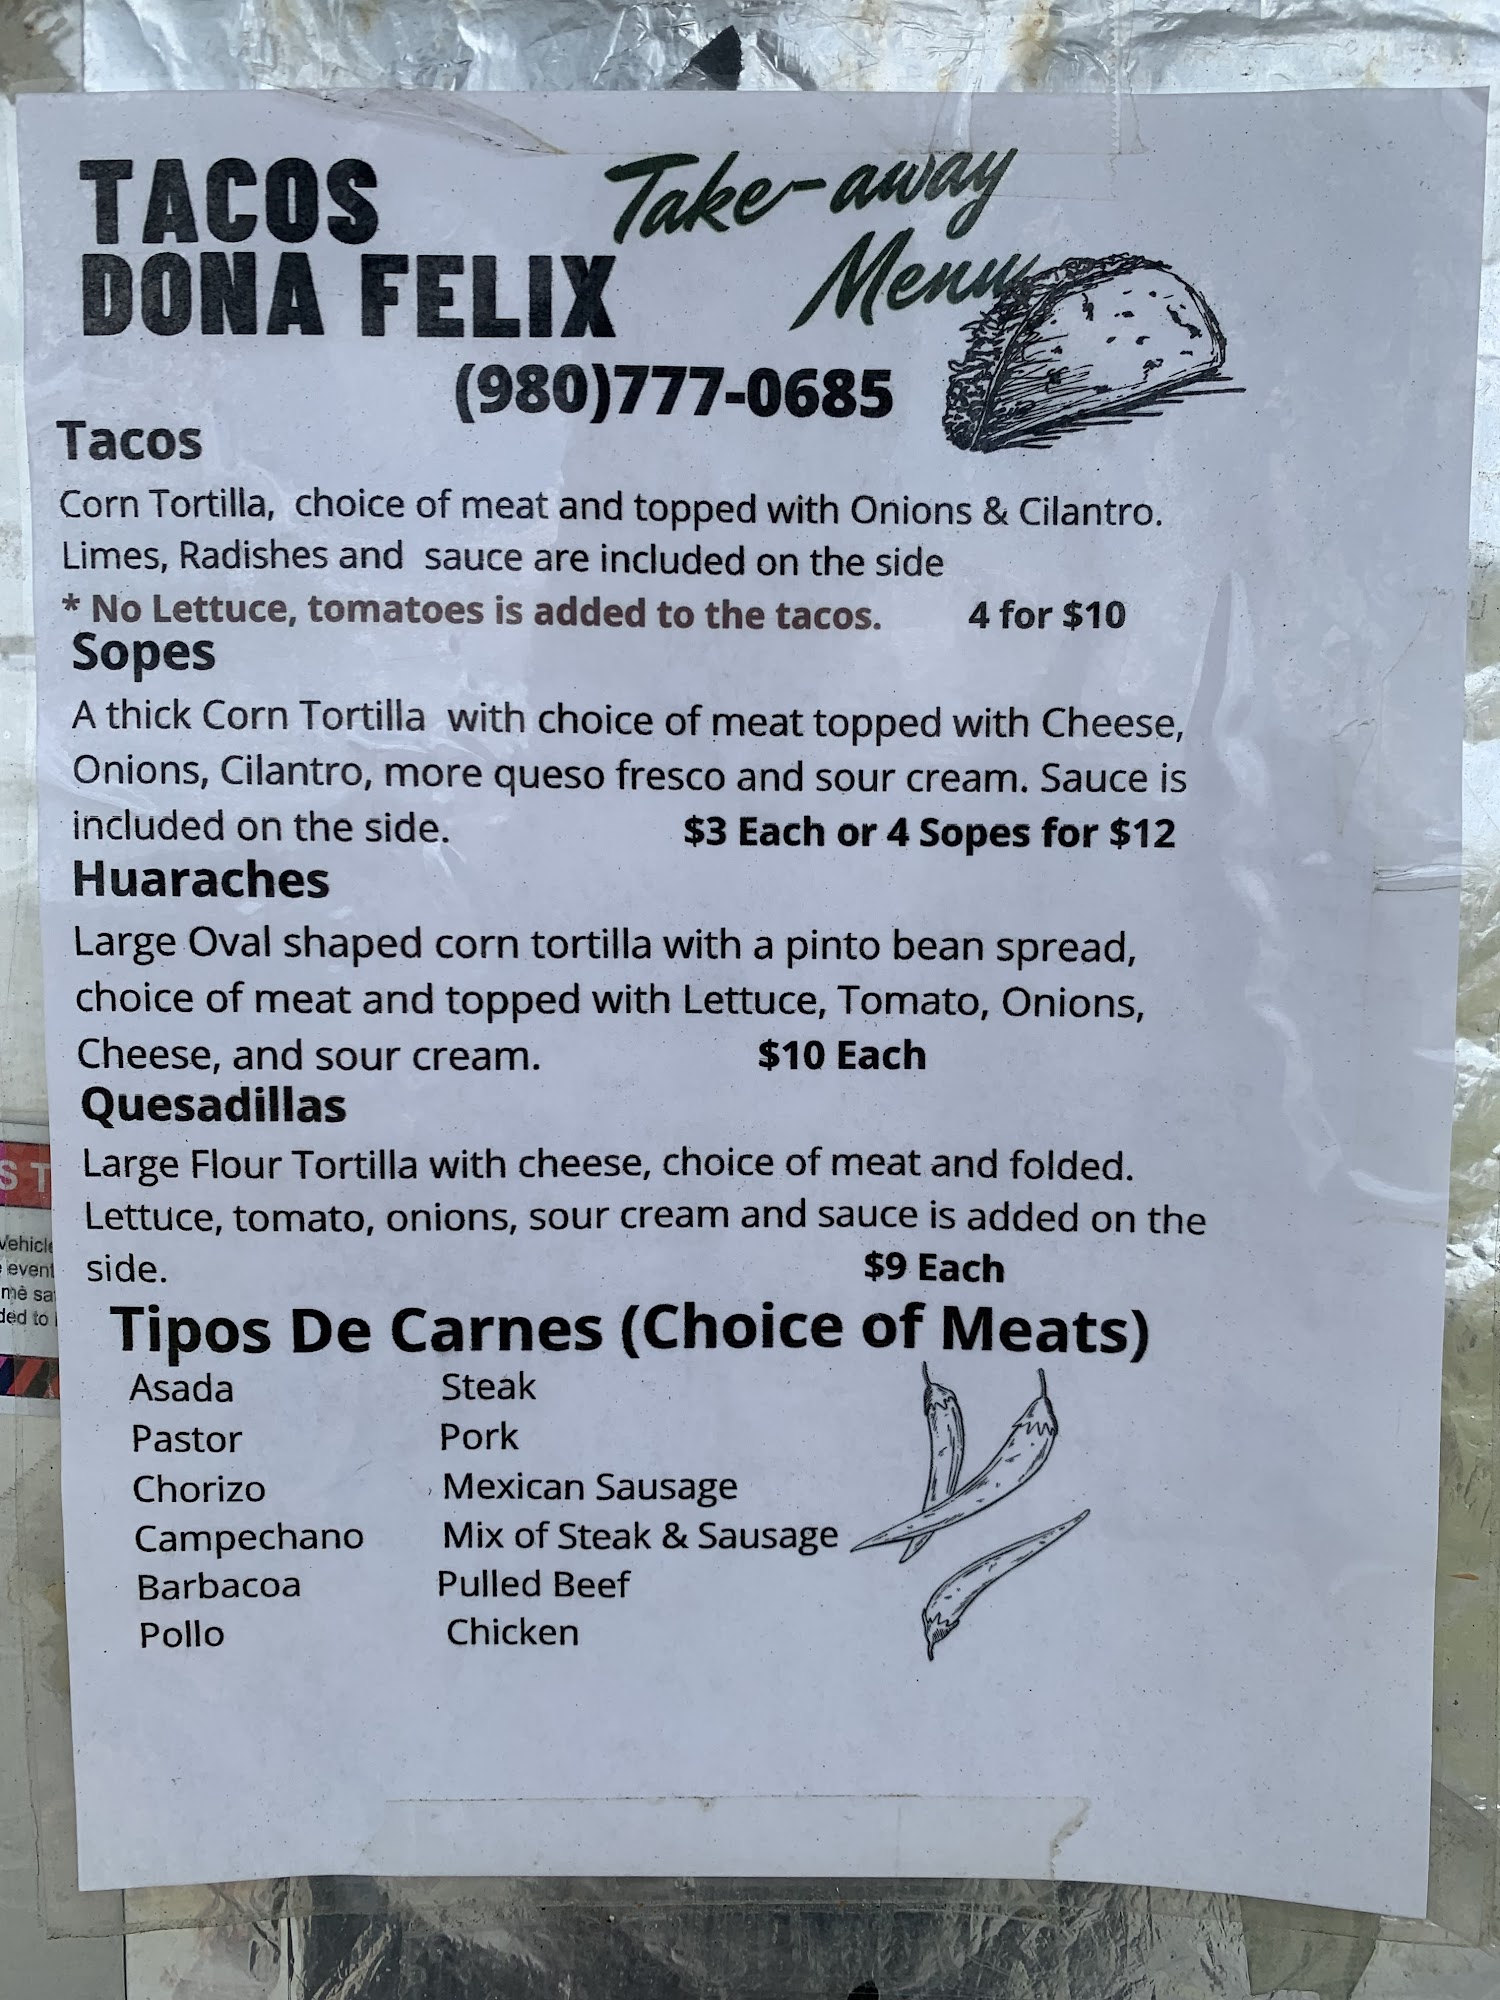 TACOS
DONA FELIX
Take-away
Menu
(980)777-0685
Tacos
Corn Tortilla, choice of meat and topped with Onions & Cilantro.
Limes, Radishes and sauce are included on the side
* No Lettuce, tomatoes is added to the tacos. 4 for $10
Sopes
A thick Corn Tortilla with choice of meat topped with Cheese,
Onions, Cilantro, more queso fresco and sour cream. Sauce is
included on the side. $3 Each or 4 Sopes for $12
Huaraches
Large Oval shaped corn tortilla with a pinto bean spread,
choice of meat and topped with Lettuce, Tomato, Onions,
Cheese, and sour cream. $10 Each
Quesadillas
Large Flour Tortilla with cheese, choice of meat and folded.
Lettuce, tomato, onions, sour cream and sauce is added on the
side. $9 Each
Tipos De Carnes (Choice of Meats)
Asada Steak
Pastor Pork
Chorizo Mexican Sausage
Campechano Mix of Steak & Sausage
Barbacoa Pulled Beef
Pollo Chicken
S T
event
to